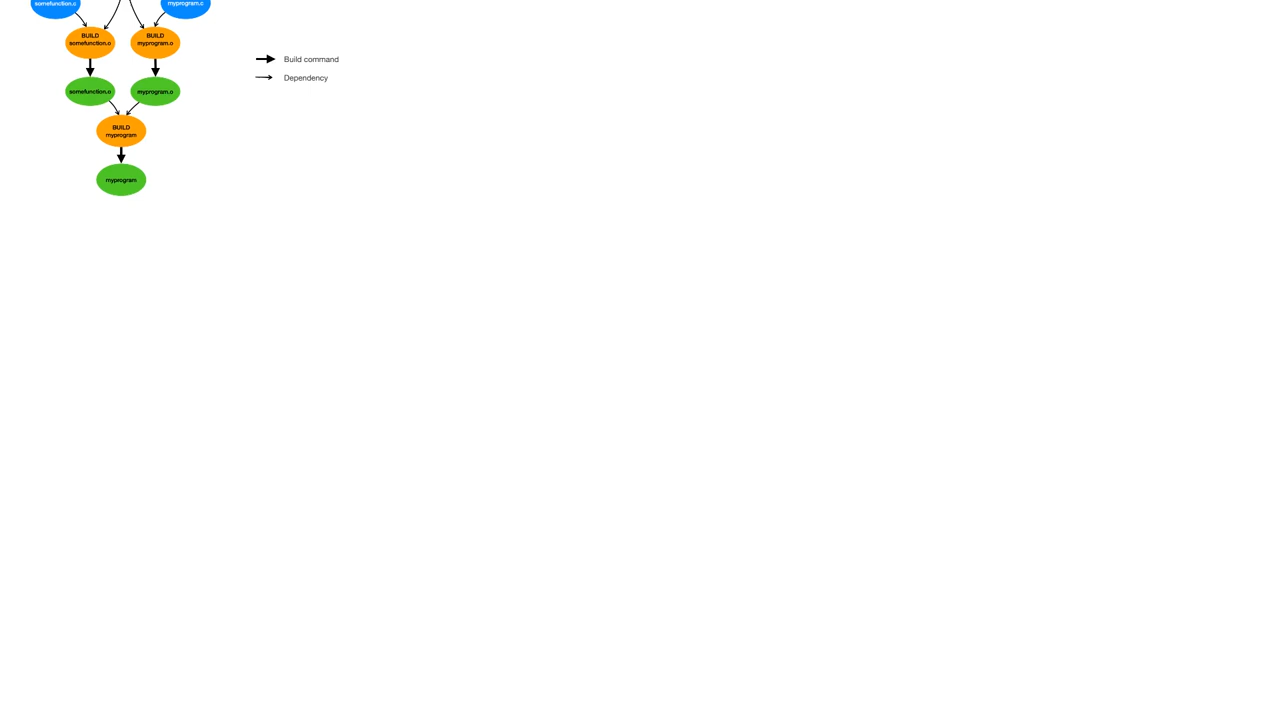 somefunction.c
myprogram.c
BUILD
somefunction.o
BUILD
myprogram.o
Build command
Dependency
somefunction.o
myprogram.o
BUILD
myprogram
myprogram